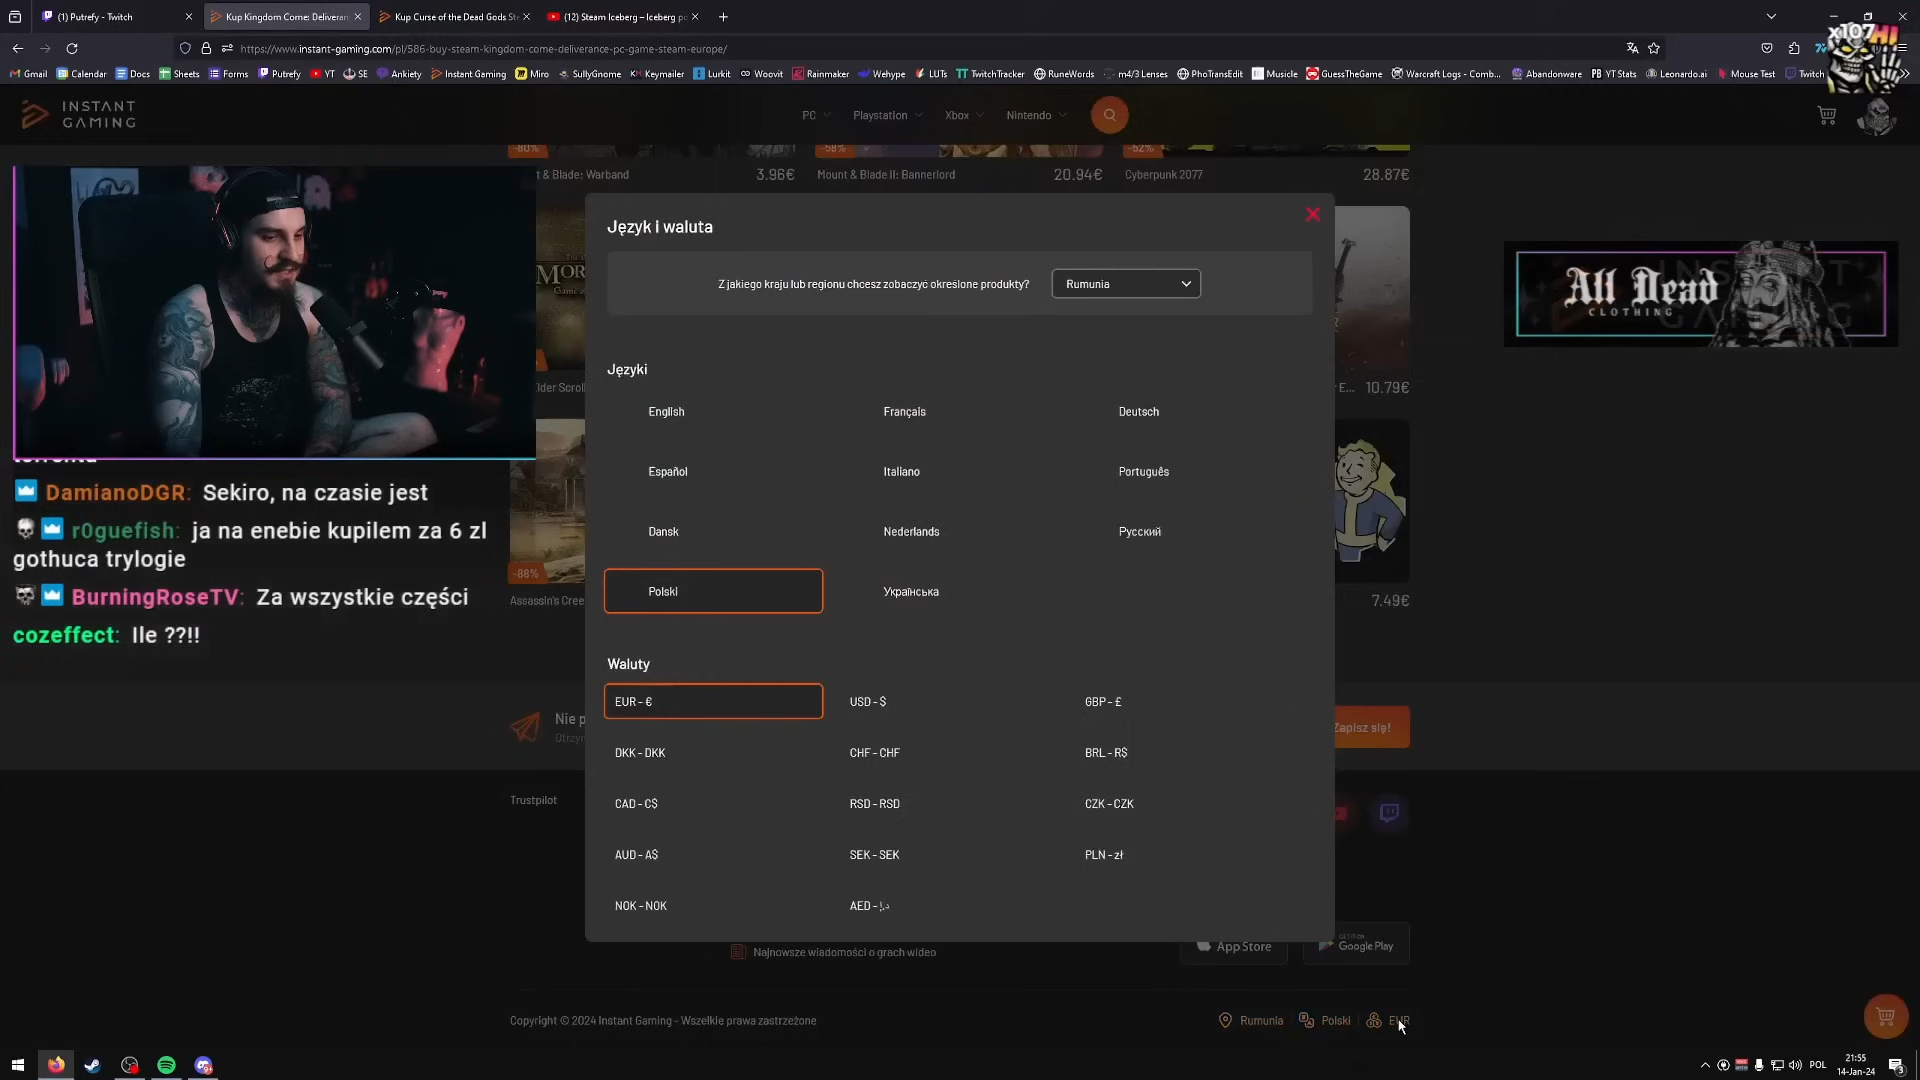 (1) Putrefy - Twitch
Kup Kingdom Come: Deliveran
Kup Curse of the Dead Gods St
(12) Steam Iceberg – Iceberg po
x107 HI
https://www.instant-gaming.com/pl/586-buy-steam-kingdom-come-deliverance-pc-game-steam-europe/
Gmail Calendar Docs Sheets Forms Putrefy YT SE Ankiety Instant Gaming Miro SullyGnome Keymailer Lurkit Woovit Rainmaker Wehype LUTs TwitchTracker RuneWords m4/3 Lenses PhoTransEdit Musicle GuessTheGame Warcraft Logs - Comb... Abandonware YT Stats Leonardo.ai Mouse Test Twitch
INSTANT GAMING
PC Playstation Xbox Nintendo
-80% -58% -52%
t & Blade: Warband 3.96€ Mount & Blade II: Bannerlord 20.94€ Cyberpunk 2077 28.87€
Język i waluta
Z jakiego kraju lub regionu chcesz zobaczyć określone produkty? Rumunia
All Dead
CLOTHING
Języki
lder Scroll
E... 10.79€
English Français Deutsch
Español Italiano Português
Dansk Nederlands Русский
Polski Українська
-88%
Assassin's Cree
7.49€
DamianoDGR: Sekiro, na czasie jest
r0guefish: ja na enebie kupilem za 6 zl
gothuca trylogie
BurningRoseTV: Za wszystkie części
cozeffect: Ile ??!!
Waluty
EUR - € USD - $ GBP - £
DKK - DKK CHF - CHF BRL - R$
CAD - C$ RSD - RSD CZK - CZK
AUD - A$ SEK - SEK PLN - zł
NOK - NOK AED - د.إ
Nie p
Otrzym
Zapisz się!
Trustpilot
Najnowsze wiadomości o grach wideo
App Store
GET IT ON
Google Play
Copyright © 2024 Instant Gaming - Wszelkie prawa zastrzeżone
Rumunia Polski EUR
POL
21:55
14-Jan-24